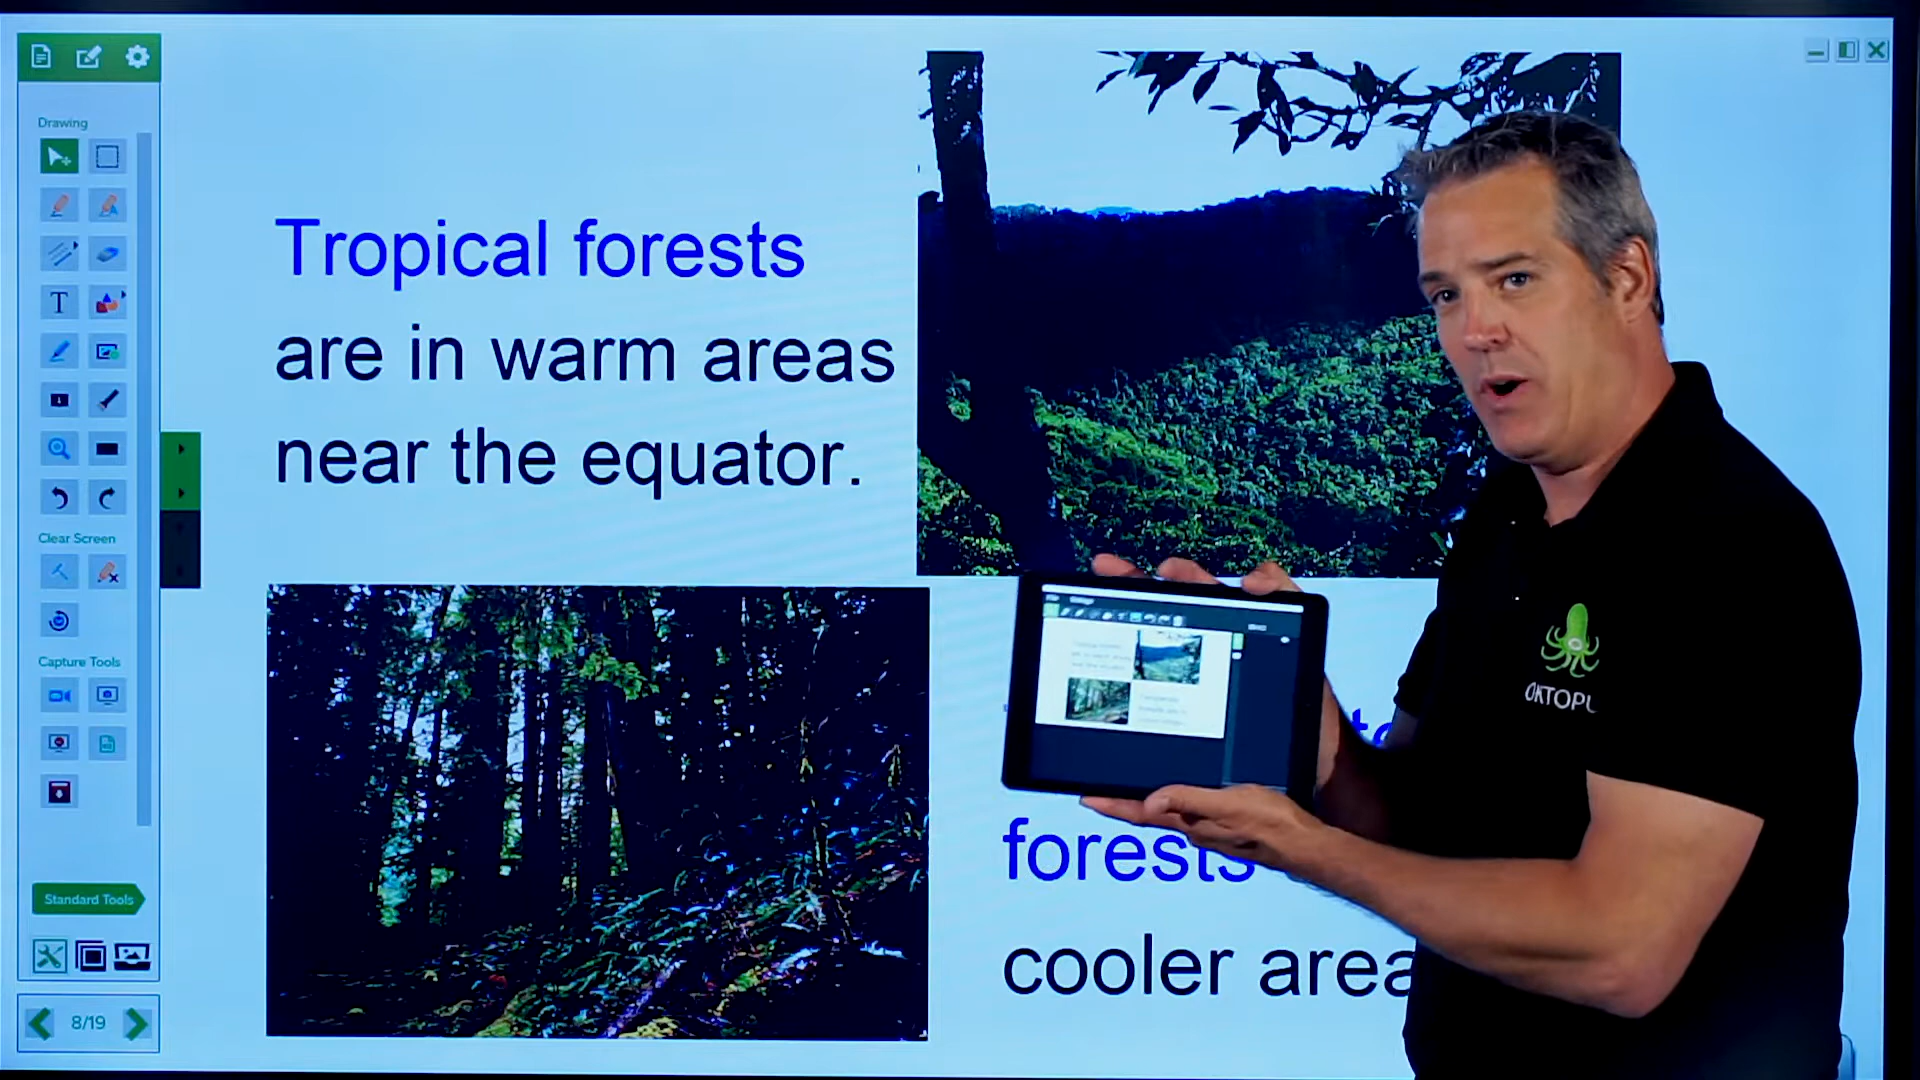 Drawing
Tropical forests
are in warm areas
near the equator.
T
Clear Screen
Capture Tools
OKTOPU
forests
cooler area
Standard Tools
8/19